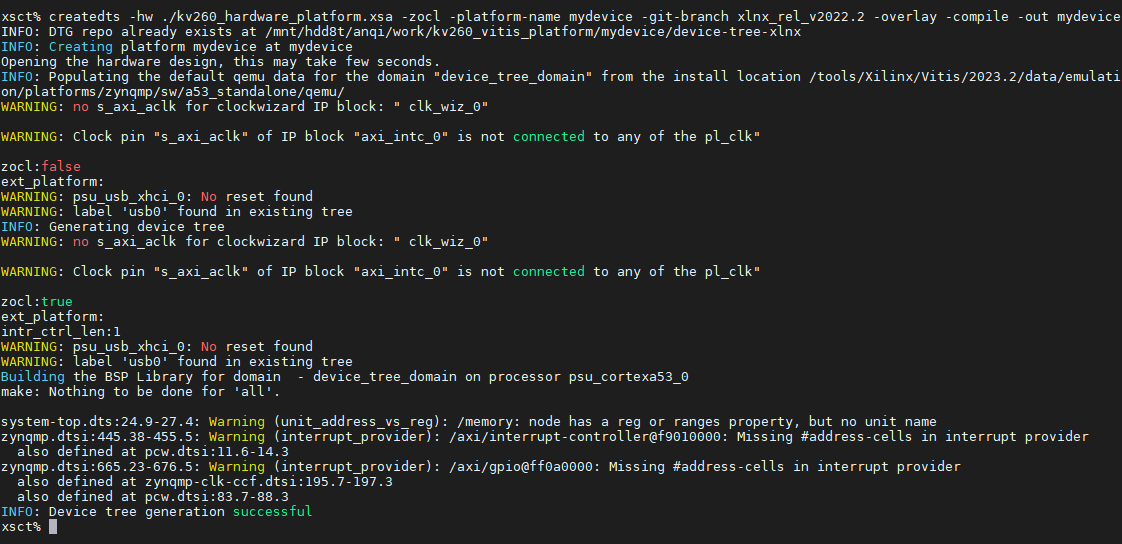 xsct% createdts -hw ./kv260_hardware_platform.xsa -zocl -platform-name mydevice -git-branch xlnx_rel_v2022.2 -overlay -compile -out mydevice
INFO: DTG repo already exists at /mnt/hdd8t/anqi/work/kv260_vitis_platform/mydevice/device-tree-xlnx
INFO: Creating platform mydevice at mydevice
Opening the hardware design, this may take few seconds.
INFO: Populating the default qemu data for the domain "device_tree_domain" from the install location /tools/Xilinx/Vitis/2023.2/data/emulati
on/platforms/zynqmp/sw/a53_standalone/qemu/
WARNING: no s_axi_aclk for clockwizard IP block: " clk_wiz_0"
WARNING: Clock pin "s_axi_aclk" of IP block "axi_intc_0" is not connected to any of the pl_clk"
zocl:false
ext_platform:
WARNING: psu_usb_xhci_0: No reset found
WARNING: label 'usb0' found in existing tree
INFO: Generating device tree
WARNING: no s_axi_aclk for clockwizard IP block: " clk_wiz_0"
WARNING: Clock pin "s_axi_aclk" of IP block "axi_intc_0" is not connected to any of the pl_clk"
zocl:true
ext_platform:
intr_ctrl_len:1
WARNING: psu_usb_xhci_0: No reset found
WARNING: label 'usb0' found in existing tree
Building the BSP Library for domain  - device_tree_domain on processor psu_cortexa53_0
make: Nothing to be done for 'all'.
system-top.dts:24.9-27.4: Warning (unit_address_vs_reg): /memory: node has a reg or ranges property, but no unit name
zynqmp.dtsi:445.38-455.5: Warning (interrupt_provider): /axi/interrupt-controller@f9010000: Missing #address-cells in interrupt provider
  also defined at pcw.dtsi:11.6-14.3
zynqmp.dtsi:665.23-676.5: Warning (interrupt_provider): /axi/gpio@ff0a0000: Missing #address-cells in interrupt provider
  also defined at zynqmp-clk-ccf.dtsi:195.7-197.3
  also defined at pcw.dtsi:83.7-88.3
INFO: Device tree generation successful
xsct%